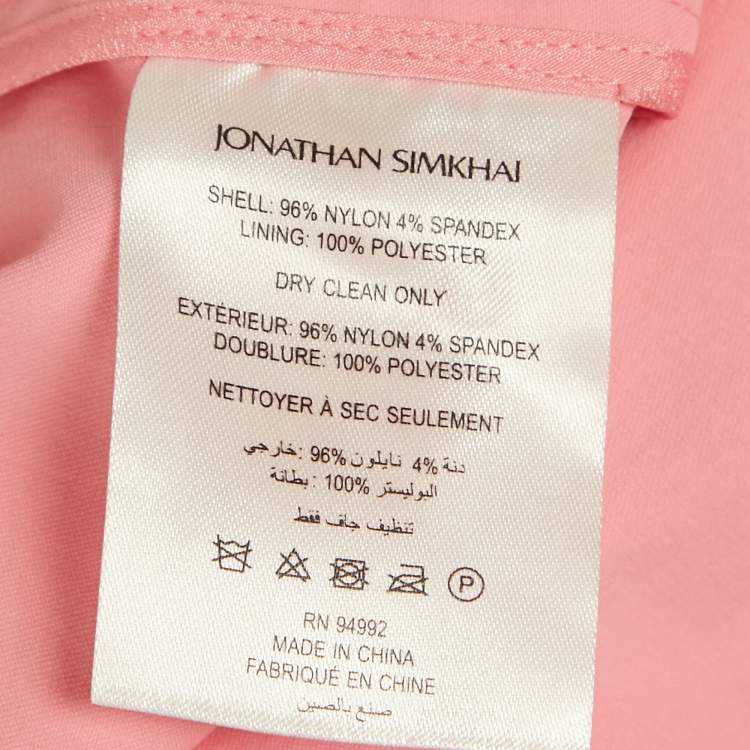 JONATHAN SIMKHAI
SHELL: 96% NYLON 4% SPANDEX
LINING: 100% POLYESTER
DRY CLEAN ONLY
EXTÉRIEUR: 96% NYLON 4% SPANDEX
DOUBLURE: 100% POLYESTER
NETTOYER À SEC SEULEMENT
دنة 4% نايلون 96% :خارجي
البوليستر 100% :بطانة
تنظيف جاف فقط
P
RN 94992
MADE IN CHINA
FABRIQUÉ EN CHINE
صنع بالصين